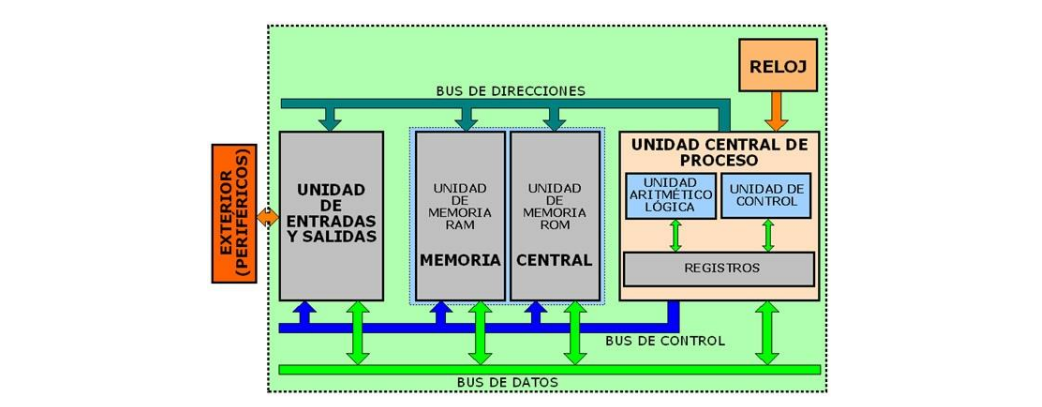 RELOJ
BUS DE DIRECCIONES
EXTERIOR
(PERIFÉRICOS)
UNIDAD
DE
ENTRADAS
Y SALIDAS
UNIDAD
DE
MEMORIA
RAM
MEMORIA
UNIDAD
DE
MEMORIA
ROM
CENTRAL
UNIDAD CENTRAL DE
PROCESO
UNIDAD
ARITMÉTICO
LÓGICA
UNIDAD DE
CONTROL
REGISTROS
BUS DE CONTROL
BUS DE DATOS